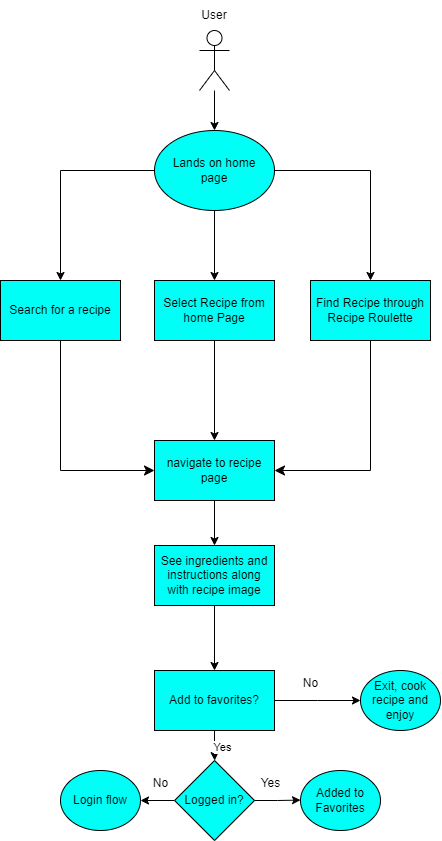 User
Lands on home
page
Search for a recipe
Select Recipe from
home Page
Find Recipe through
Recipe Roulette
navigate to recipe
page
See ingredients and
instructions along
with recipe image
Add to favorites?
No
Exit, cook
recipe and
enjoy
Yes
No
Yes
Login flow
Logged in?
Added to
Favorites